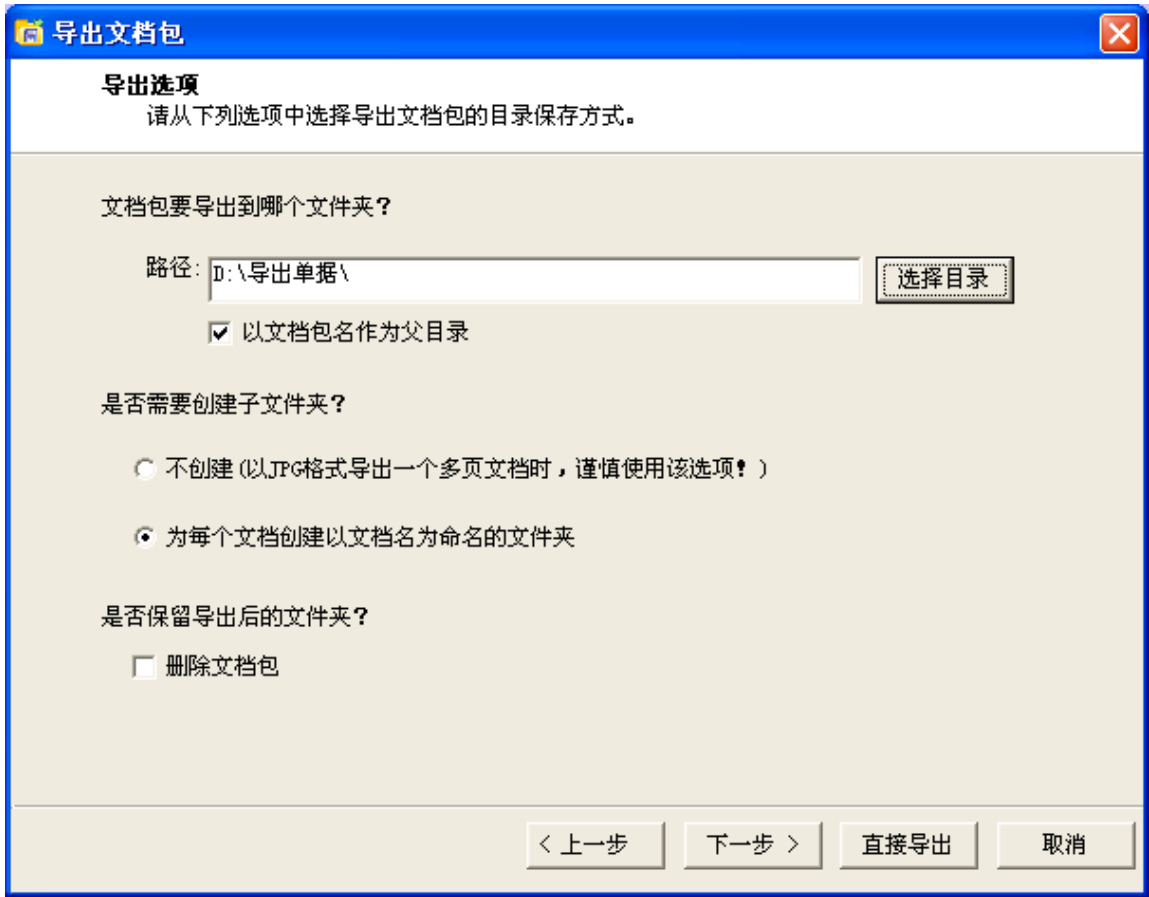 导出文档包
导出选项
请从下列选项中选择导出文档包的目录保存方式。
文档包要导出到哪个文件夹?
路径: D:\导出单据\ 选择目录
以文档包名作为父目录
是否需要创建子文件夹?
不创建(以JPG格式导出一个多页文档时，谨慎使用该选项！)
为每个文档创建以文档名为命名的文件夹
是否保留导出后的文件夹?
删除文档包
< 上一步 下一步 > 直接导出 取消